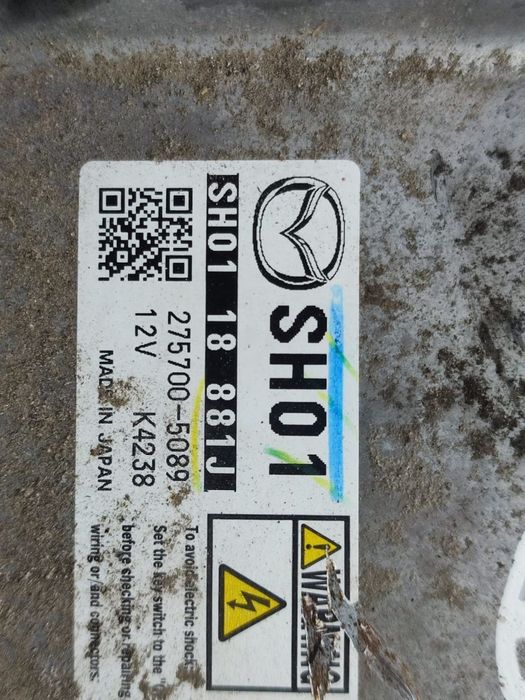 SH01
SH01 18 881J
275700-5089
12V K4238
MADE IN JAPAN
WARNING
To avoid electric shock:
Set the key switch to the "
before checking or repairing
wiring or/and connectors.